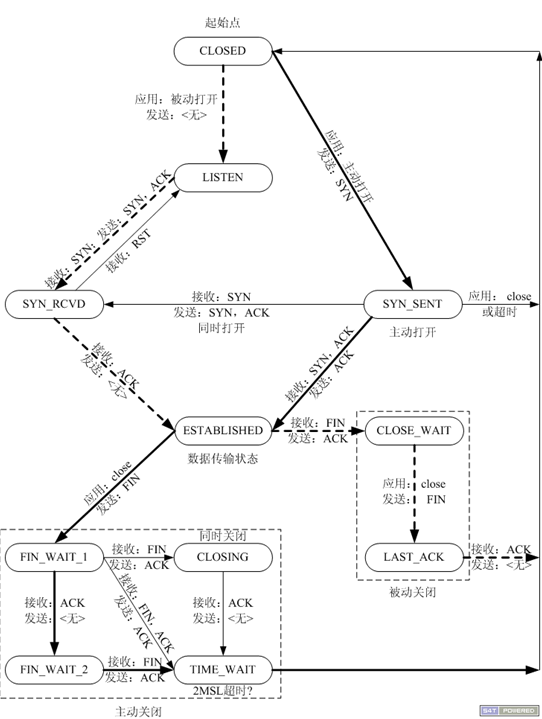 起始点
CLOSED
应用：被动打开
发送：<无>
应用：主动打开
发送：SYN
LISTEN
接收：SYN；发送：SYN，ACK
接收：RST
SYN_RCVD
接收：SYN
发送：SYN，ACK
同时打开
SYN_SENT
主动打开
应用：close
或超时
接收：ACK
发送：<无>
接收：SYN，ACK
发送：ACK
ESTABLISHED
数据传输状态
接收：FIN
发送：ACK
CLOSE_WAIT
应用：close
发送：FIN
应用：close
发送：FIN
同时关闭
FIN_WAIT_1
接收：FIN
发送：ACK
CLOSING
LAST_ACK
接收：ACK
发送：<无>
被动关闭
接收：ACK
发送：<无>
接收：FIN，ACK
发送：ACK
接收：ACK
发送：<无>
FIN_WAIT_2
接收：FIN
发送：ACK
TIME_WAIT
2MSL超时?
主动关闭
S4T POWERED